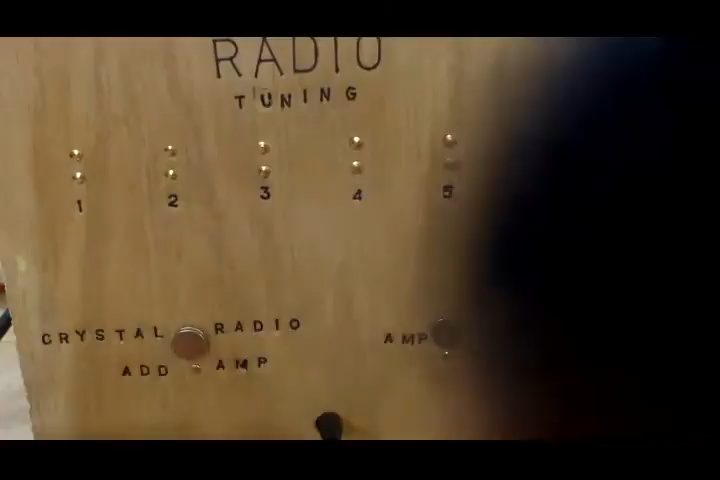 RADIO
TUNING
1 2 3 4 5
CRYSTAL RADIO AMP
ADD AMP